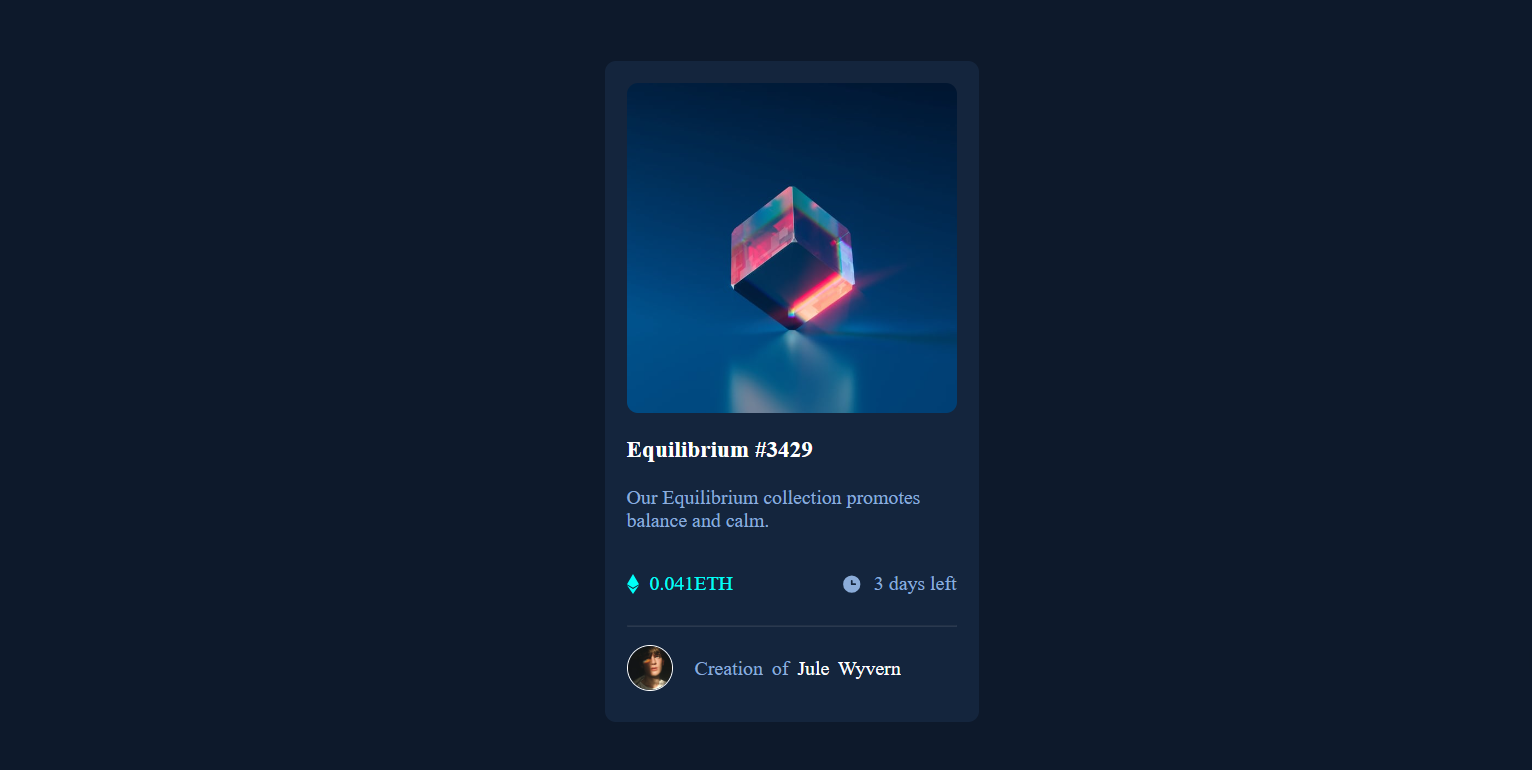 Equilibrium #3429
Our Equilibrium collection promotes
balance and calm.
0.041ETH
3 days left
Creation of Jule Wyvern